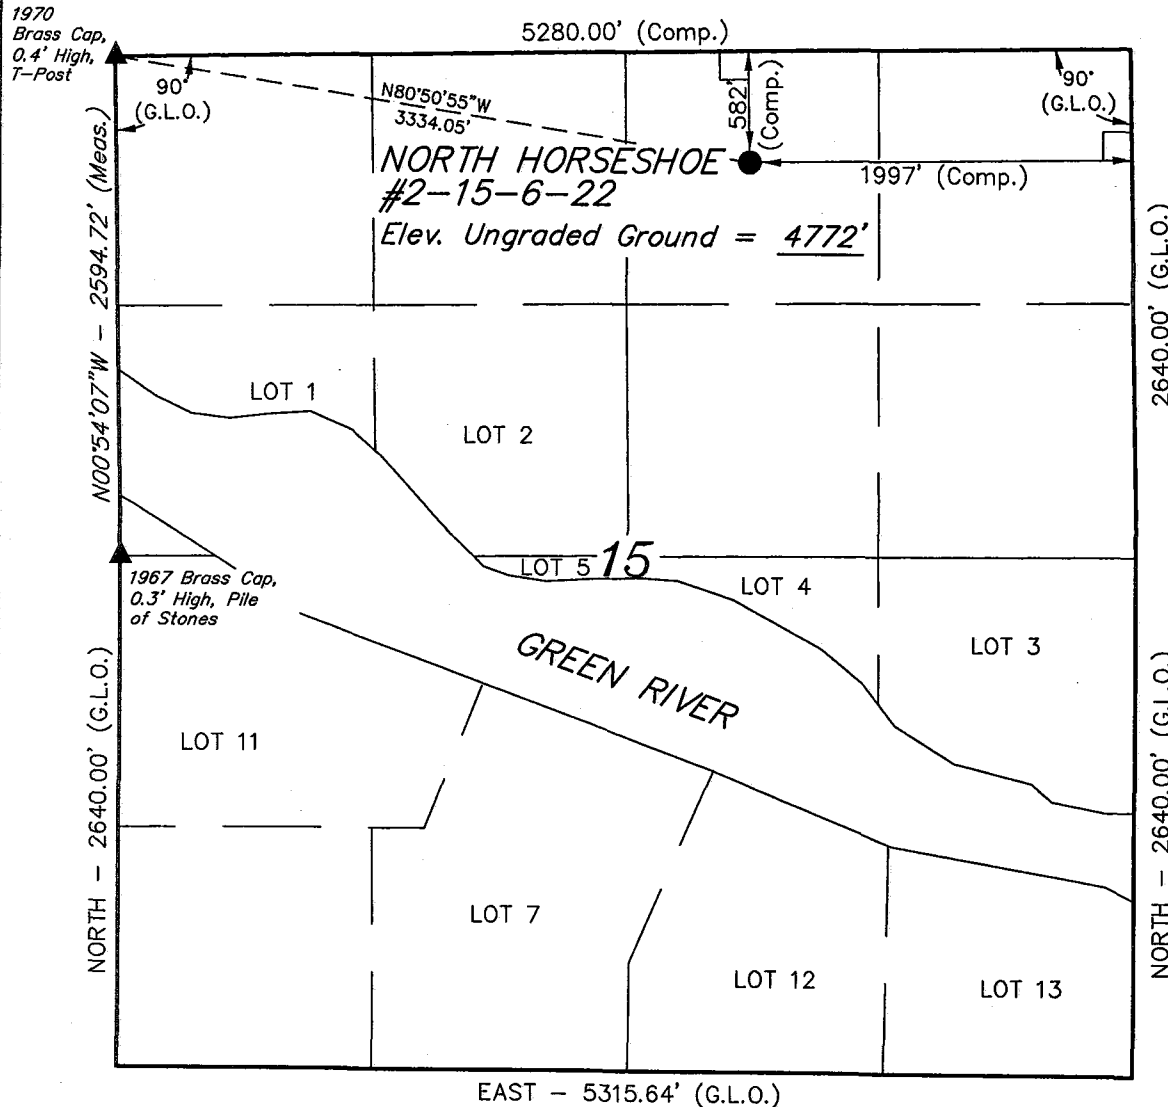 1970
Brass Cap,
0.4' High,
T-Post
5280.00' (Comp.)
90°
(G.L.O.)
N80°50'55"W
3334.05'
582'
(Comp.)
90°
(G.L.O.)
NORTH HORSESHOE
#2-15-6-22
Elev. Ungraded Ground = 4772'
1997' (Comp.)
N00°54'07"W - 2594.72' (Meas.)
2640.00' (G.L.O.)
LOT 1
LOT 2
LOT 5
15
LOT 4
1967 Brass Cap,
0.3' High, Pile
of Stones
LOT 3
GREEN RIVER
LOT 11
NORTH - 2640.00' (G.L.O.)
NORTH - 2640.00' (G.L.O.)
LOT 7
LOT 12
LOT 13
EAST - 5315.64' (G.L.O.)